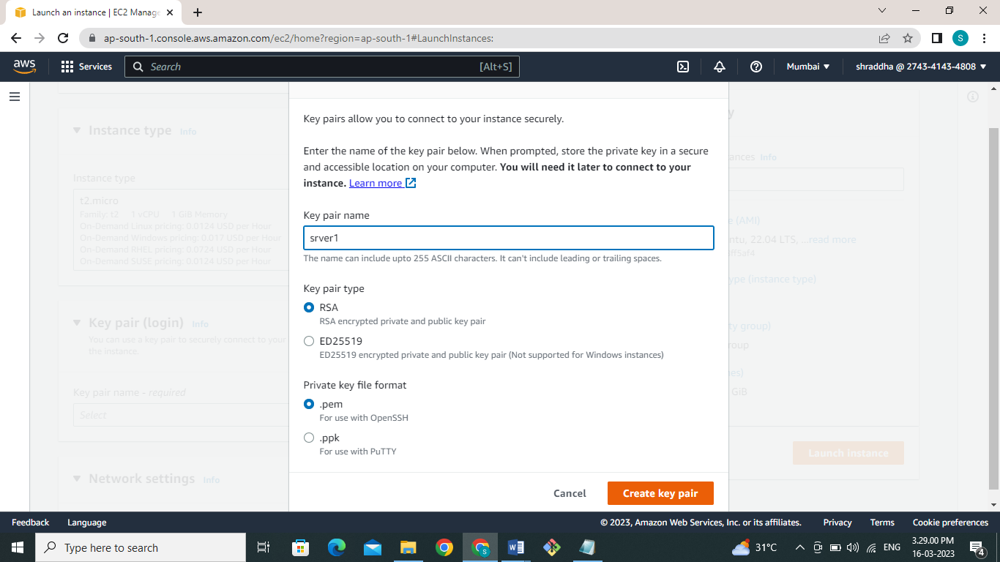 Launch an instance | EC2 Manage
ap-south-1.console.aws.amazon.com/ec2/home?region=ap-south-1#LaunchInstances:
S
aws
Services
Search
[Alt+S]
Mumbai
shraddha @ 2743-4143-4808
Instance type Info
Instance type
t2.micro
Family: t2 1 vCPU 1 GiB Memory
On-Demand Linux pricing: 0.0124 USD per Hour
On-Demand Windows pricing: 0.017 USD per Hour
On-Demand RHEL pricing: 0.0724 USD per Hour
On-Demand SUSE pricing: 0.0124 USD per Hour
Key pair (login) Info
You can use a key pair to securely connect to your
the instance.
Key pair name - required
Select
Network settings Info
Key pairs allow you to connect to your instance securely.
Enter the name of the key pair below. When prompted, store the private key in a secure
and accessible location on your computer. You will need it later to connect to your
instance. Learn more
Key pair name
srver1
The name can include upto 255 ASCII characters. It can't include leading or trailing spaces.
Key pair type
RSA
RSA encrypted private and public key pair
ED25519
ED25519 encrypted private and public key pair (Not supported for Windows instances)
Private key file format
.pem
For use with OpenSSH
.ppk
For use with PuTTY
Cancel
Create key pair
y
ances Info
e (AMI)
ntu, 22.04 LTS, ...read more
ff5af4
ype (instance type)
ty group)
roup
es)
GiB
Launch instance
Feedback
Language
© 2023, Amazon Web Services, Inc. or its affiliates.
Privacy
Terms
Cookie preferences
Type here to search
31°C
ENG
3.29.00 PM
16-03-2023
4